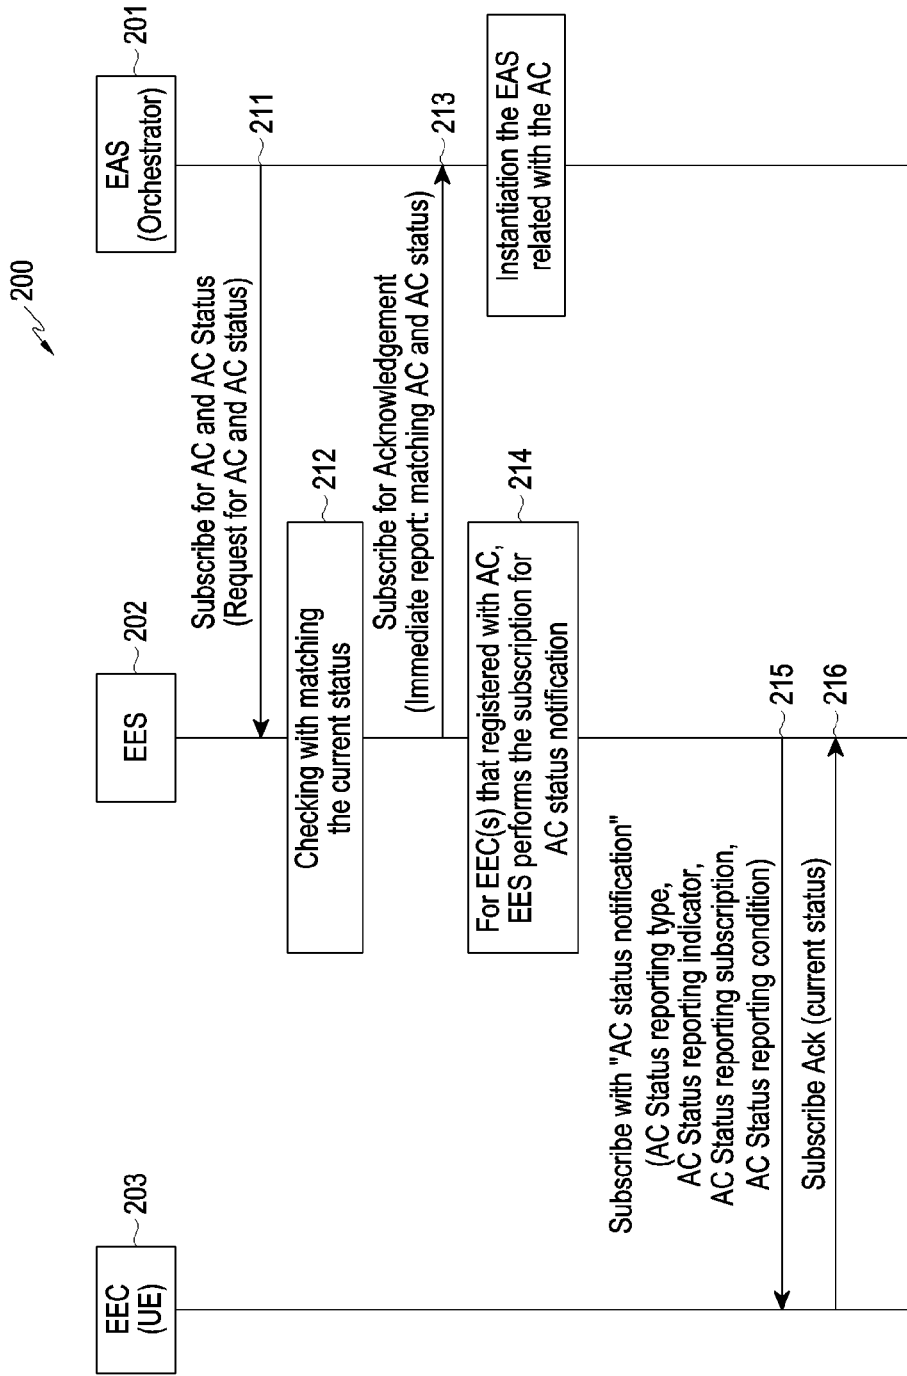 200
EEC
(UE)
203
EES
202
EAS
(Orchestrator)
201
Subscribe for AC and AC Status
(Request for AC and AC status)
211
Checking with matching
the current status
212
Subscribe for Acknowledgement
(Immediate report: matching AC and AC status)
213
For EEC(s) that registered with AC,
EES performs the subscription for
AC status notification
214
Instantiation the EAS
related with the AC
Subscribe with "AC status notification"
(AC Status reporting type,
AC Status reporting indicator,
AC Status reporting subscription,
AC Status reporting condition)
215
Subscribe Ack (current status)
216